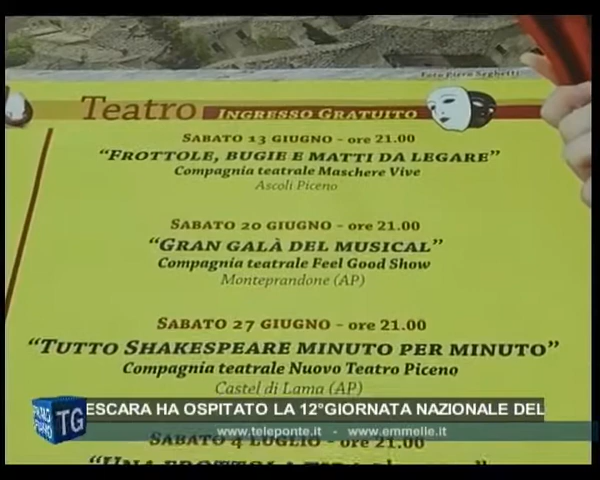 Foto Piero Seghetti
Teatro INGRESSO GRATUITO
SABATO 13 GIUGNO - ore 21.00
"FROTTOLE, BUGIE E MATTI DA LEGARE"
Compagnia teatrale Maschere Vive
Ascoli Piceno
SABATO 20 GIUGNO - ore 21.00
"GRAN GALÀ DEL MUSICAL"
Compagnia teatrale Feel Good Show
Monteprandone (AP)
SABATO 27 GIUGNO - ore 21.00
"TUTTO SHAKESPEARE MINUTO PER MINUTO"
Compagnia teatrale Nuovo Teatro Piceno
Castel di Lama (AP)
PRIMO PIANO TG
ESCARA HA OSPITATO LA 12°GIORNATA NAZIONALE DEL
www.teleponte.it - www.emmelle.it
SABATO 4 LUGLIO - ore 21.00
"UNA FROTTOLA